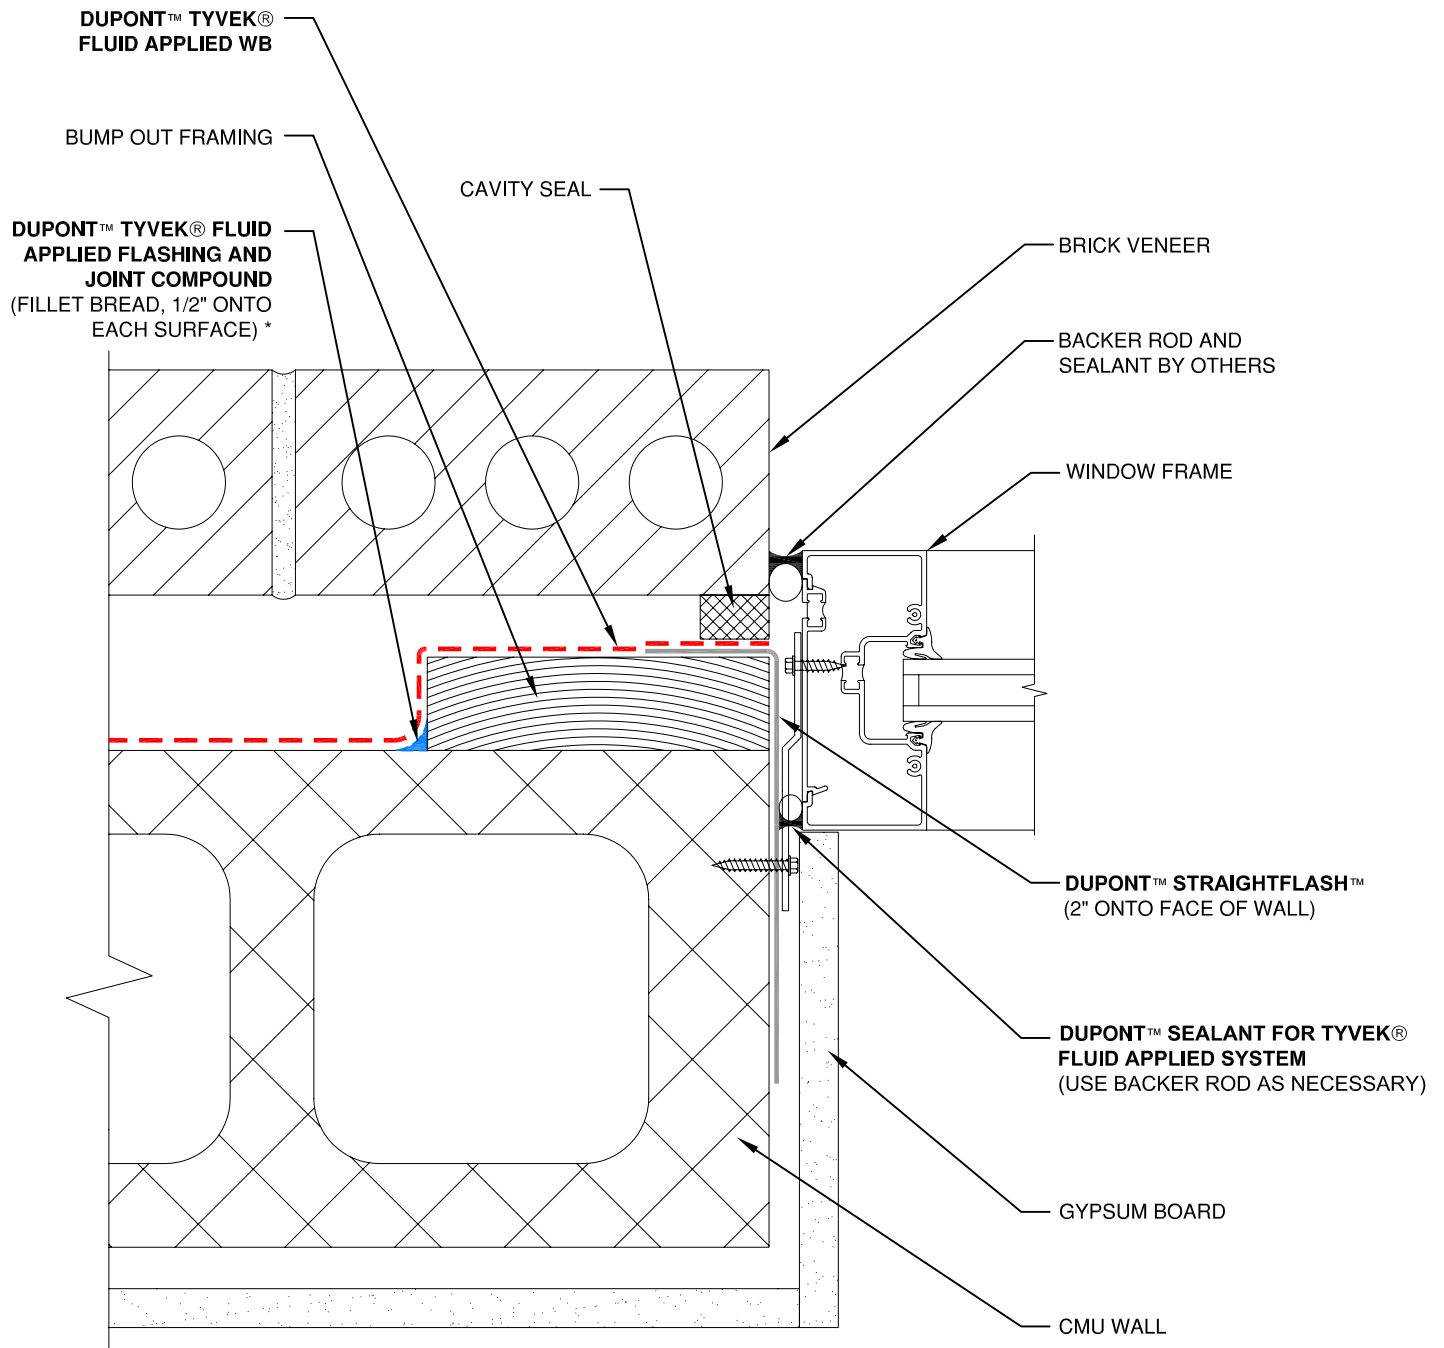 DUPONT™ TYVEK®
FLUID APPLIED WB
BUMP OUT FRAMING
CAVITY SEAL
DUPONT™ TYVEK® FLUID
APPLIED FLASHING AND
JOINT COMPOUND
(FILLET BREAD, 1/2" ONTO
EACH SURFACE) *
BRICK VENEER
BACKER ROD AND
SEALANT BY OTHERS
WINDOW FRAME
DUPONT™ STRAIGHTFLASH™
(2" ONTO FACE OF WALL)
DUPONT™ SEALANT FOR TYVEK®
FLUID APPLIED SYSTEM
(USE BACKER ROD AS NECESSARY)
GYPSUM BOARD
CMU WALL